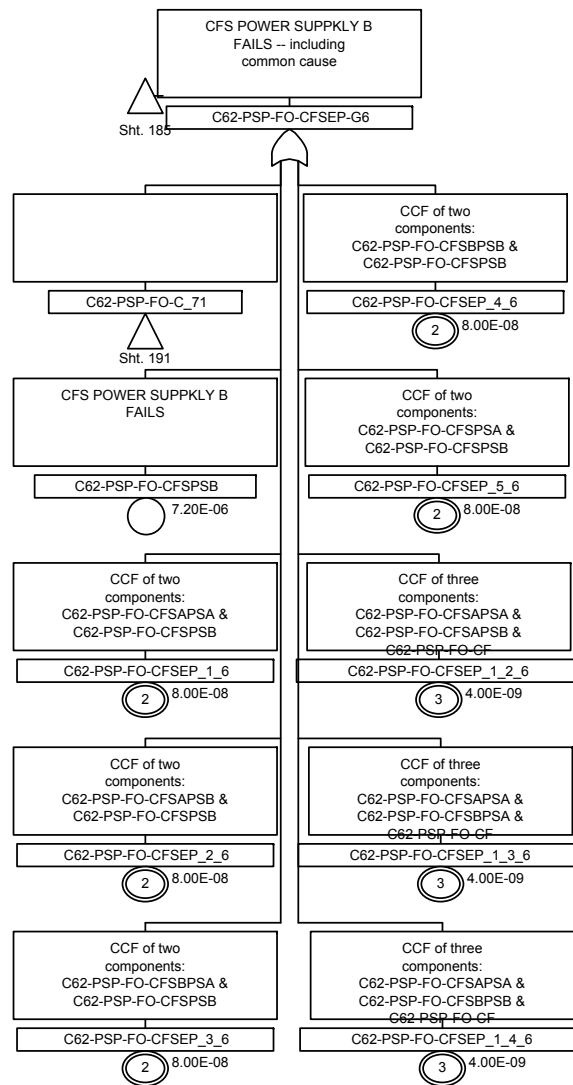 CFS POWER SUPPKLY B
FAILS -- including
common cause
Sht. 185
C62-PSP-FO-CFSEP-G6
C62-PSP-FO-C_71
Sht. 191
CCF of two
components:
C62-PSP-FO-CFSBPSB &
C62-PSP-FO-CFSPSB
C62-PSP-FO-CFSEP_4_6
2
8.00E-08
CFS POWER SUPPKLY B
FAILS
C62-PSP-FO-CFSPSB
7.20E-06
CCF of two
components:
C62-PSP-FO-CFSPSA &
C62-PSP-FO-CFSPSB
C62-PSP-FO-CFSEP_5_6
2
8.00E-08
CCF of two
components:
C62-PSP-FO-CFSAPSA &
C62-PSP-FO-CFSPSB
C62-PSP-FO-CFSEP_1_6
2
8.00E-08
CCF of three
components:
C62-PSP-FO-CFSAPSA &
C62-PSP-FO-CFSAPSB &
C62-PSP-FO-CF
C62-PSP-FO-CFSEP_1_2_6
3
4.00E-09
CCF of two
components:
C62-PSP-FO-CFSAPSB &
C62-PSP-FO-CFSPSB
C62-PSP-FO-CFSEP_2_6
2
8.00E-08
CCF of three
components:
C62-PSP-FO-CFSAPSA &
C62-PSP-FO-CFSBPSA &
C62-PSP-FO-CF
C62-PSP-FO-CFSEP_1_3_6
3
4.00E-09
CCF of two
components:
C62-PSP-FO-CFSBPSA &
C62-PSP-FO-CFSPSB
C62-PSP-FO-CFSEP_3_6
2
8.00E-08
CCF of three
components:
C62-PSP-FO-CFSAPSA &
C62-PSP-FO-CFSBPSB &
C62-PSP-FO-CF
C62-PSP-FO-CFSEP_1_4_6
3
4.00E-09